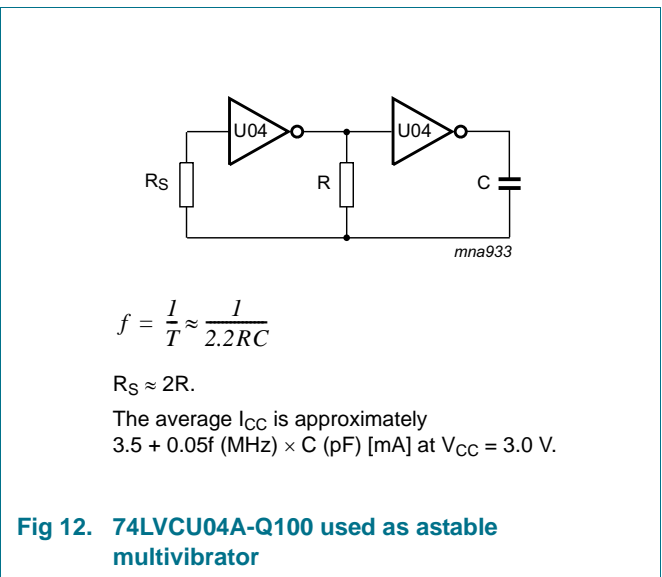 U04
U04
RS
R
C
mna933
f = 1/T ≈ 1/2.2RC
RS ≈ 2R.
The average ICC is approximately
3.5 + 0.05f (MHz) × C (pF) [mA] at VCC = 3.0 V.
Fig 12. 74LVCU04A-Q100 used as astable
multivibrator